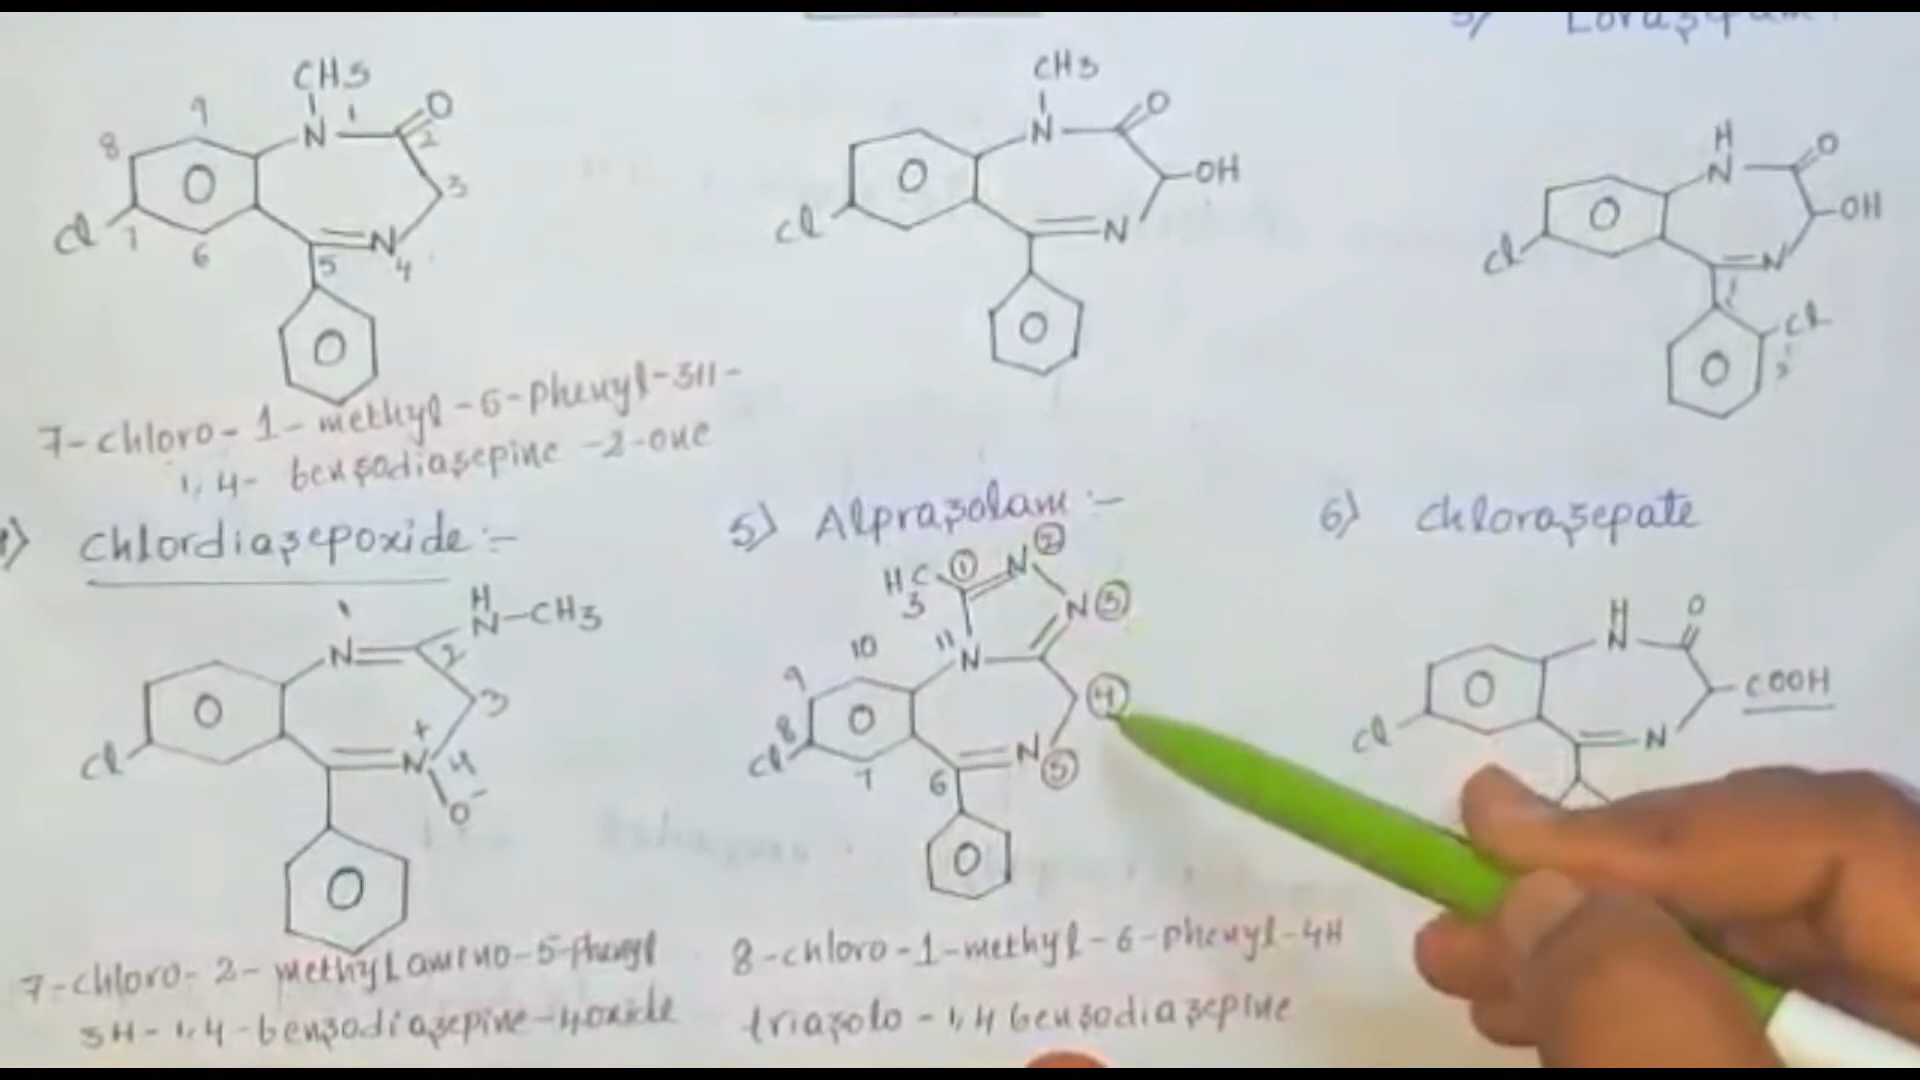 CH3
9
1
N
O
8
2
3
Cl
7
6
5
N
4
O
O
7-chloro-1-methyl-5-phenyl-3H-
1,4-benzodiazepine-2-one
CH3
N
O
OH
Cl
N
O
O
H
N
O
OH
Cl
N
O
Cl
O
chlordiazepoxide:-
N
H
N-CH3
2
3
+
N
4
O-
Cl
O
O
7-chloro-2-methylamino-5-phenyl
3H-1,4-benzodiazepine-4oxide
5) Alprazolam:-
H3C
1
N
2
N
3
11
N
10
9
8
Cl
7
6
N
5
4
O
O
8-chloro-1-methyl-6-phenyl-4H
triazolo-1,4 benzodiazepine
6) chlorazepate
H
N
O
COOH
Cl
N
O